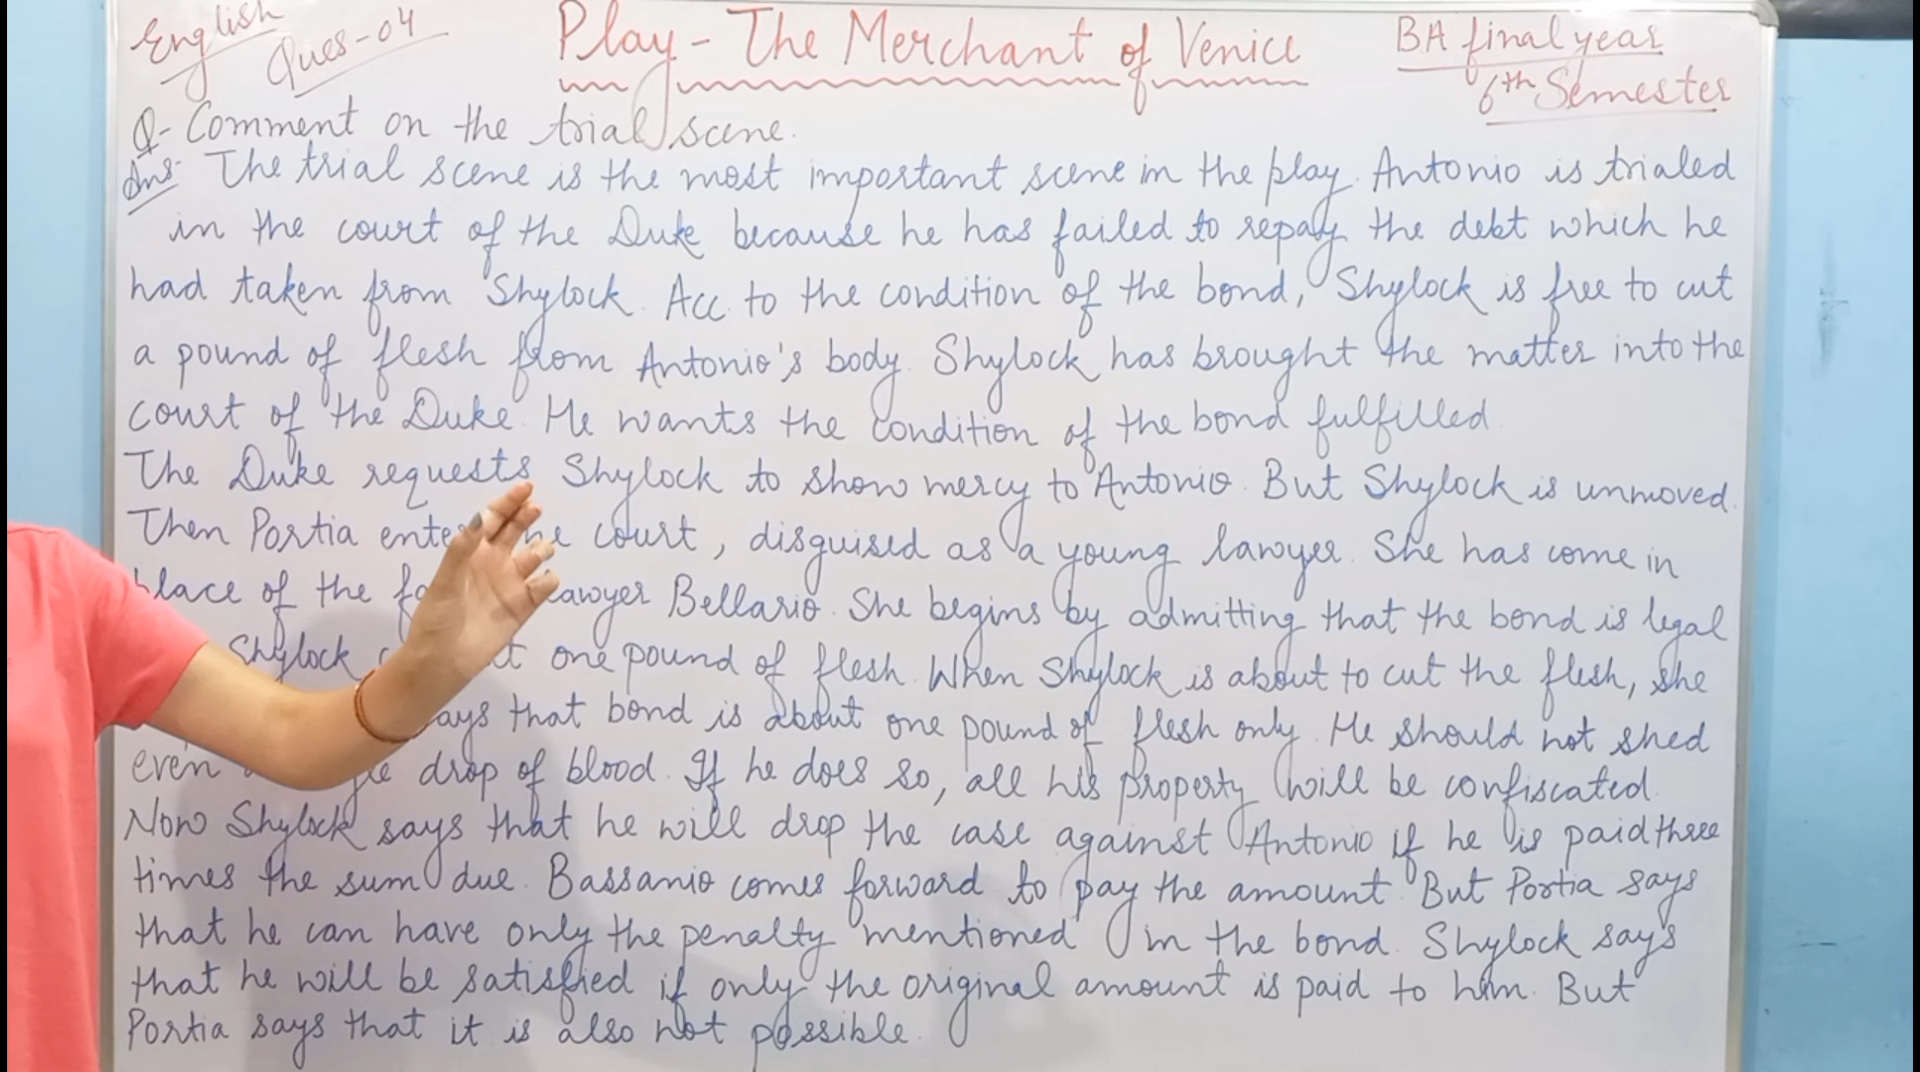 English
Ques-04
Play - The Merchant of Venice
BA final year
6th Semester
Q- Comment on the trial scene.
Ans- The trial scene is the most important scene in the play. Antonio is trialed
in the court of the Duke because he has failed to repay the debt which he
had taken from Shylock. Acc. to the condition of the bond, Shylock is free to cut
a pound of flesh from Antonio's body. Shylock has brought the matter into the
court of the Duke. He wants the condition of the bond fulfilled
The Duke requests Shylock to show mercy to Antonio. But Shylock is unmoved.
Then Portia court, disguised as a young lawyer. She has come in
place of the lawyer Bellario. She begins by admitting that the bond is legal
Shylock one pound of flesh. When Shylock is about to cut the flesh, she
that bond is about one pound of flesh only. He should not shed
even drop of blood. If he does so, all his property will be confiscated.
Now Shylock says that he will drop the case against Antonio if he is paid three
times the sum due. Bassanio comes forward to pay the amount. But Portia says
that he can have only the penalty mentioned in the bond. Shylock says
that he will be satisfied if only the original amount is paid to him. But
Portia says that it is also not possible.